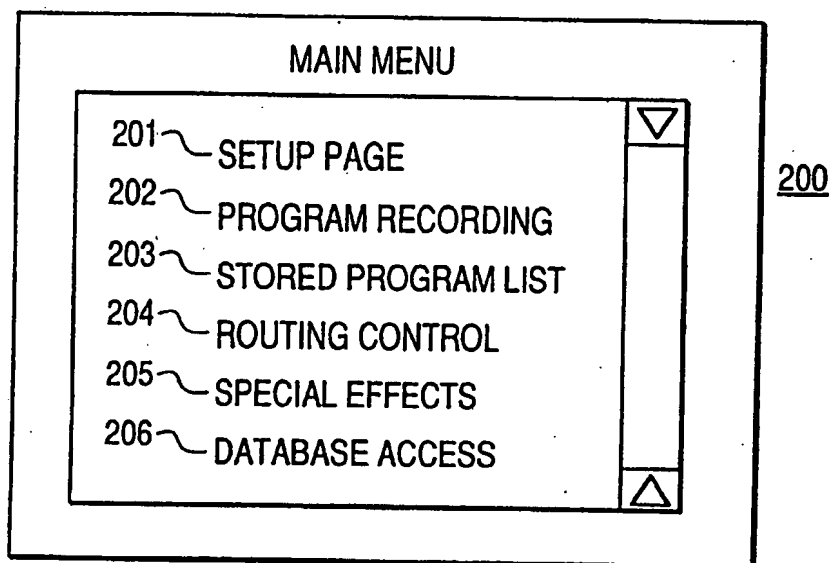 MAIN MENU
201 SETUP PAGE
200
202 PROGRAM RECORDING
203 STORED PROGRAM LIST
204 ROUTING CONTROL
205 SPECIAL EFFECTS
206 DATABASE ACCESS